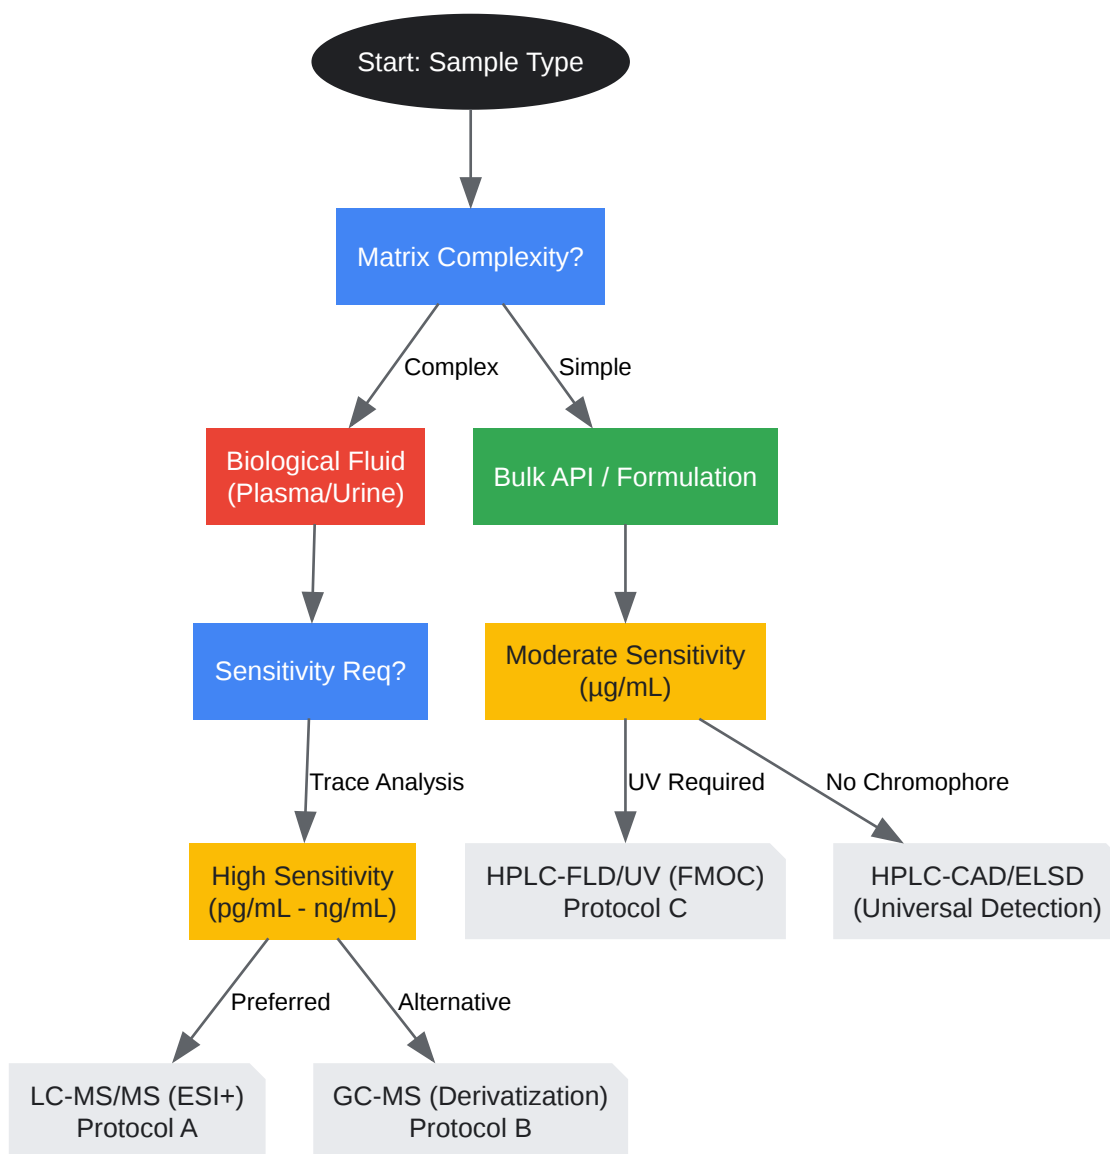 Start: Sample Type
Matrix Complexity?
Complex
Simple
Biological Fluid
(Plasma/Urine)
Bulk API / Formulation
Sensitivity Req?
Moderate Sensitivity
(µg/mL)
Trace Analysis
UV Required
No Chromophore
High Sensitivity
(pg/mL - ng/mL)
HPLC-FLD/UV (FMOC)
Protocol C
HPLC-CAD/ELSD
(Universal Detection)
Preferred
Alternative
LC-MS/MS (ESI+)
Protocol A
GC-MS (Derivatization)
Protocol B